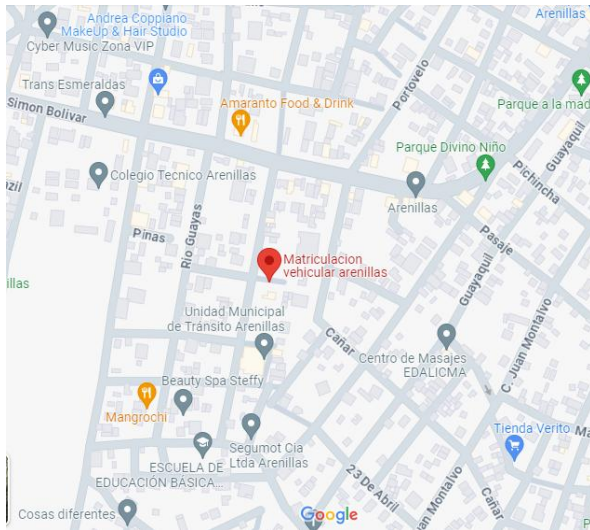 Andrea Coppiano
MakeUp & Hair Studio
Arenillas
Cyber Music Zona VIP
Trans Esmeraldas
Portovelo
Parque a la mad
Simon Bolivar
Amaranto Food & Drink
Guayaquil
Parque Divino Niño
Pichincha
Colegio Tecnico Arenillas
Arenillas
Pinas
Rio Guayas
Pasaje
Matriculacion
vehicular arenillas
illas
Guayaquil
C. Juan Montalvo
Unidad Municipal
de Tránsito Arenillas
Cañar
Centro de Masajes
EDALICMA
Beauty Spa Steffy
Mangrochi
Tienda Verito
Segumot Cia
Ltda Arenillas
ESCUELA DE
EDUCACIÓN BÁSICA...
23 De Abril
Juan Montalvo
Cañar
Cosas diferentes
Google